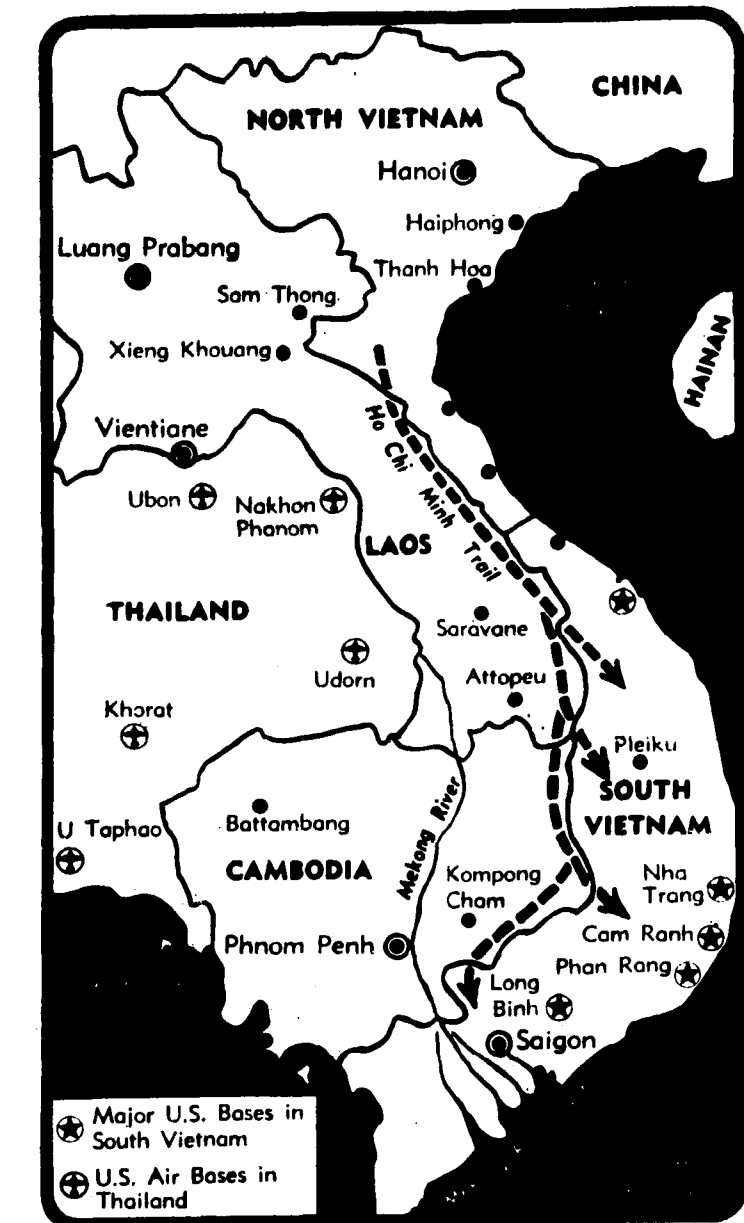 CHINA
NORTH VIETNAM
Hanoi
Haiphong
Luang Prabang
Thanh Hoa
Sam Thong
HAINAN
Xieng Khouang
Ho Chi Minh Trail
Vientiane
Ubon
Nakhon
Phanom
LAOS
THAILAND
Saravane
Udorn
Attopeu
Khorat
Pleiku
SOUTH
VIETNAM
Mekong River
U Taphao
Battambang
CAMBODIA
Kompong
Cham
Nha
Trang
Cam Ranh
Phnom Penh
Phan Rang
Long
Binh
Saigon
Major U.S. Bases in
South Vietnam
U.S. Air Bases in
Thailand